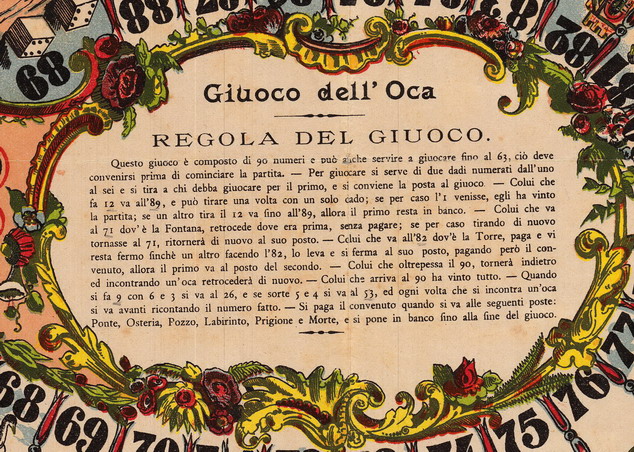 88
83
82
89
Giuoco dell' Oca
REGOLA DEL GIUOCO.
Questo giuoco è composto di 90 numeri e può anche servire a giuocare fino al 63, ciò deve
convenirsi prima di cominciare la partita. — Per giuocare si serve di due dadi numerati dall'uno
al sei e si tira a chi debba giuocare per il primo, e si conviene la posta al giuoco. — Colui che
fa 12 va all'89, e può tirare una volta con un solo cado; se per caso l'1 venisse, egli ha vinto
la partita; se un altro tira il 12 va fino all'89, allora il primo resta in banco. — Colui che va
al 71 dov' è la Fontana, retrocede dove era prima, senza pagare; se per caso tirando di nuovo
tornasse al 71, ritornerà di nuovo al suo posto. — Colui che va all'82 dov'è la Torre, paga e vi
resta fermo finchè un altro facendo l'82, lo leva e si ferma al suo posto, pagando però il con-
venuto, allora il primo va al posto del secondo. — Colui che oltrepessa il 90, tornerà indietro
ed incontrando un'oca retrocederà di nuovo. — Colui che arriva al 90 ha vinto tutto. — Quando
si fa 9 con 6 e 3 si va al 26, e se sorte 5 e 4 si va al 53, ed ogni volta che si incontra un'oca
si va avanti ricontando il numero fatto. — Si paga il convenuto quando si va alle seguenti poste:
Ponte, Osteria, Pozzo, Labirinto, Prigione e Morte, e si pone in banco fino alla fine del giuoco.
68
69
70
74
75
76
77